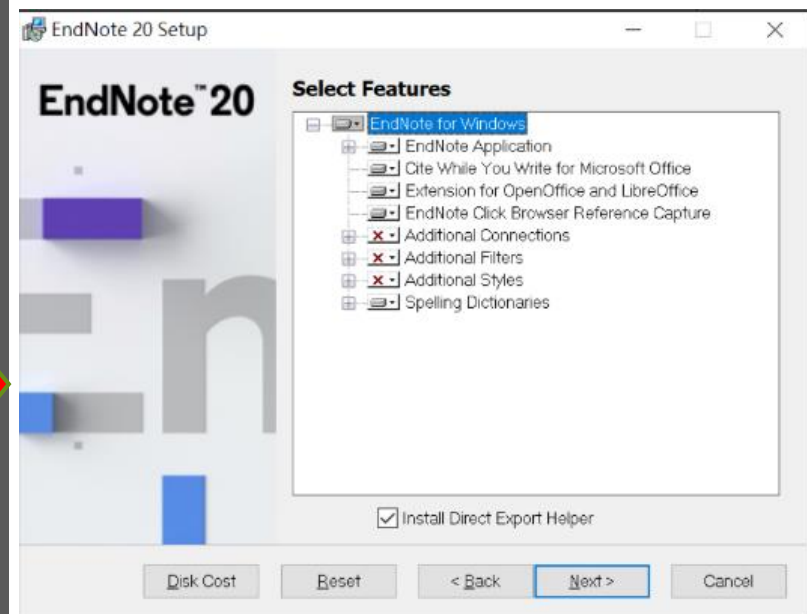 EndNote 20 Setup
EndNote™20
Select Features
EndNote for Windows
EndNote Application
Cite While You Write for Microsoft Office
Extension for OpenOffice and LibreOffice
EndNote Click Browser Reference Capture
Additional Connections
Additional Filters
Additional Styles
Spelling Dictionaries
Install Direct Export Helper
Disk Cost
Reset
< Back
Next >
Cancel